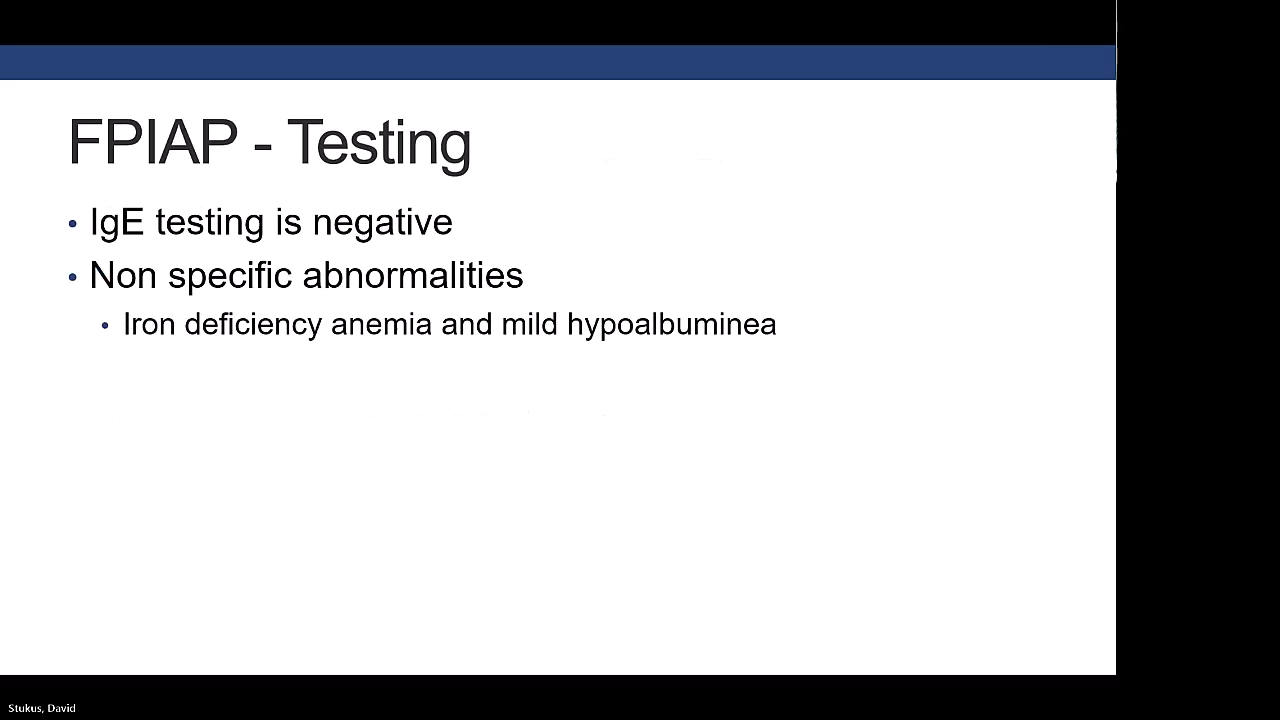 FPIAP - Testing
• IgE testing is negative
• Non specific abnormalities
• Iron deficiency anemia and mild hypoalbuminea
Stukus, David